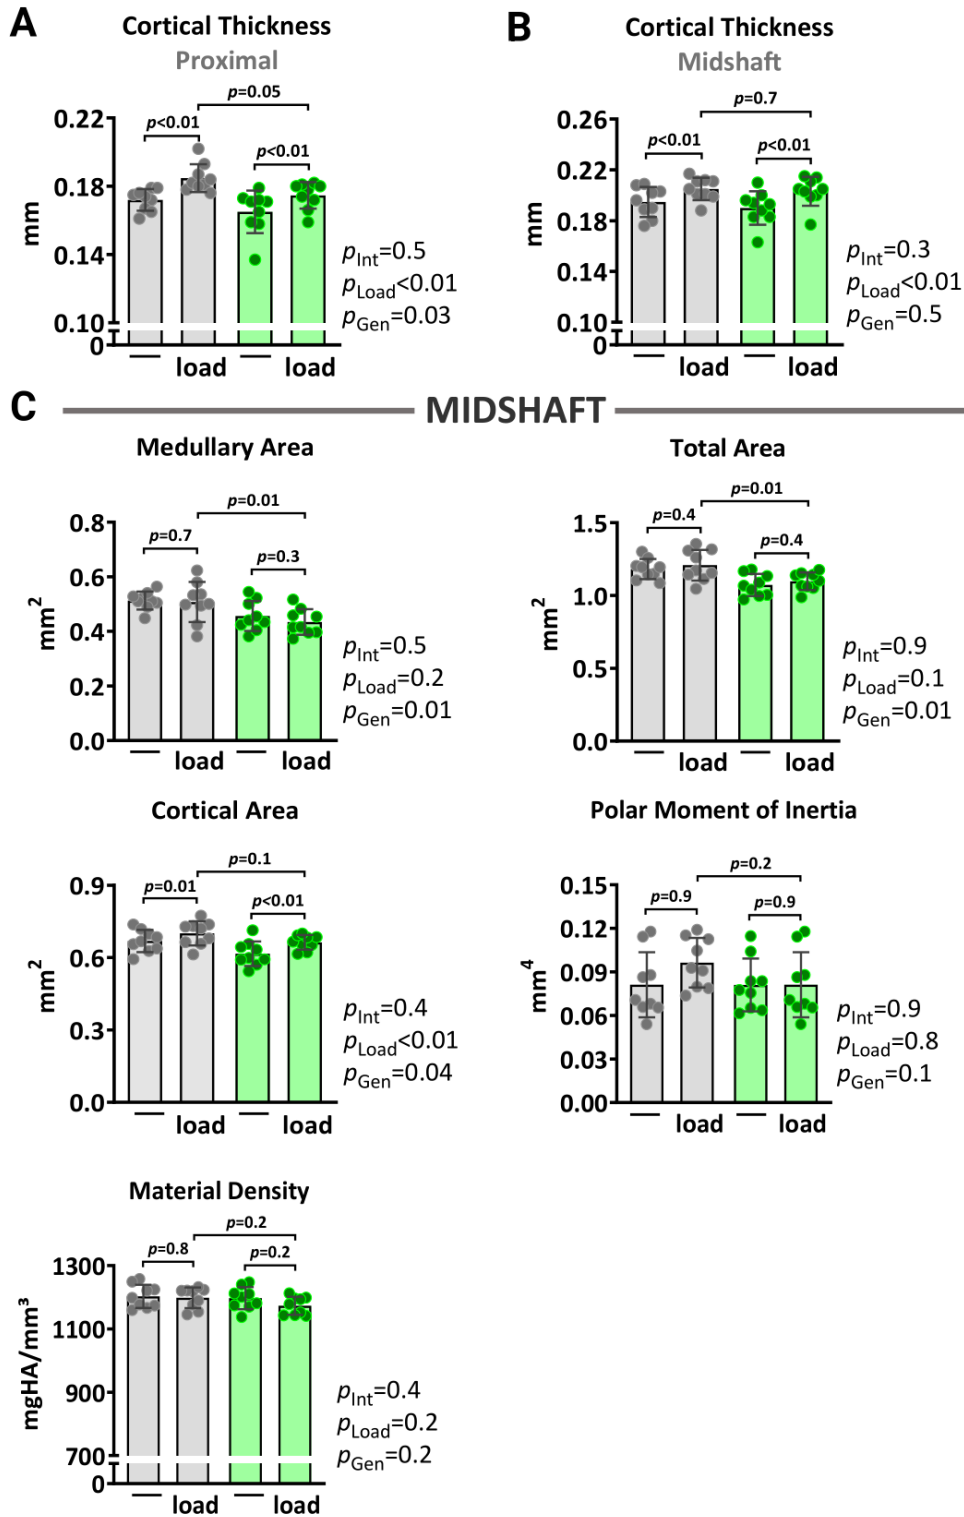 A
Cortical Thickness
Proximal
p=0.05
p<0.01
p<0.01
0.22
0.18
0.14
0.10
0
mm
pInt=0.5
pLoad<0.01
pGen=0.03
— load — load
B
Cortical Thickness
Midshaft
p=0.7
p<0.01
p<0.01
0.26
0.22
0.18
0.14
0.10
0
mm
pInt=0.3
pLoad<0.01
pGen=0.5
— load — load
C
MIDSHAFT
Medullary Area
p=0.01
p=0.7
p=0.3
0.8
0.6
0.4
0.2
0.0
mm²
pInt=0.5
pLoad=0.2
pGen=0.01
— load — load
Total Area
p=0.01
p=0.4
p=0.4
1.5
1.0
0.5
0.0
mm²
pInt=0.9
pLoad=0.1
pGen=0.01
— load — load
Cortical Area
p=0.1
p=0.01
p<0.01
0.9
0.6
0.3
0.0
mm²
pInt=0.4
pLoad<0.01
pGen=0.04
— load — load
Polar Moment of Inertia
p=0.2
p=0.9
p=0.9
0.15
0.12
0.09
0.06
0.03
0.00
mm⁴
pInt=0.9
pLoad=0.8
pGen=0.1
— load — load
Material Density
p=0.2
p=0.8
p=0.2
1300
1100
900
700
0
mgHA/mm³
pInt=0.4
pLoad=0.2
pGen=0.2
— load — load